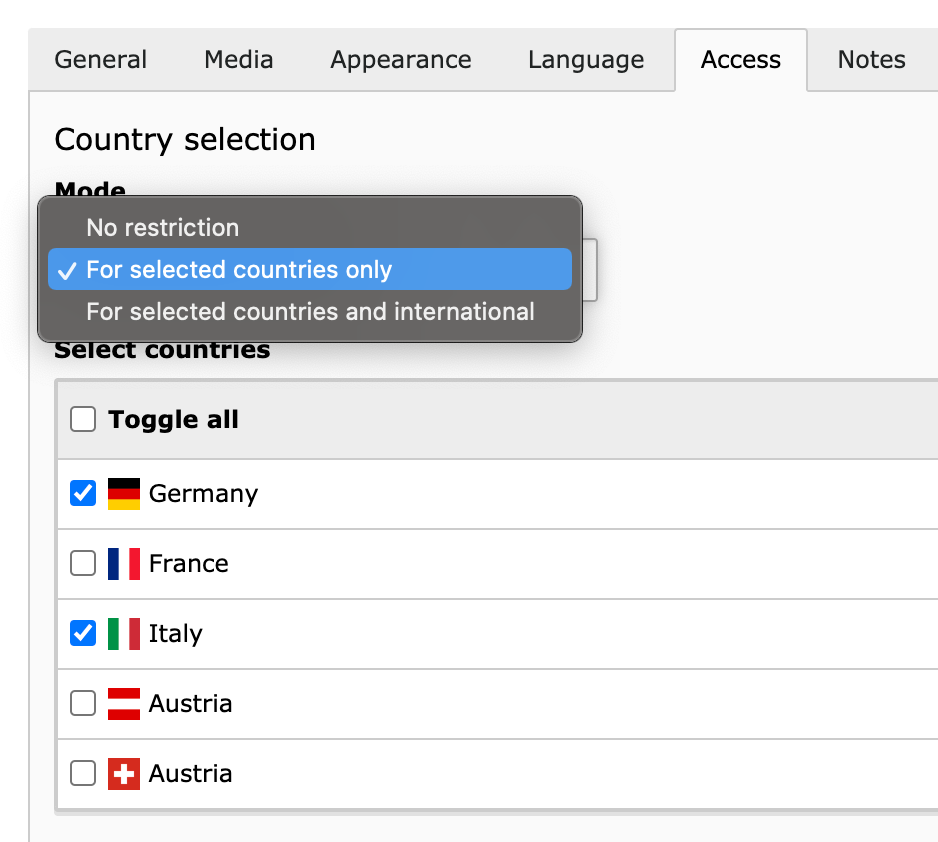 General Media Appearance Language Access Notes
Country selection
Mode
No restriction
For selected countries only
For selected countries and international
Select countries
Toggle all
Germany
France
Italy
Austria
Austria